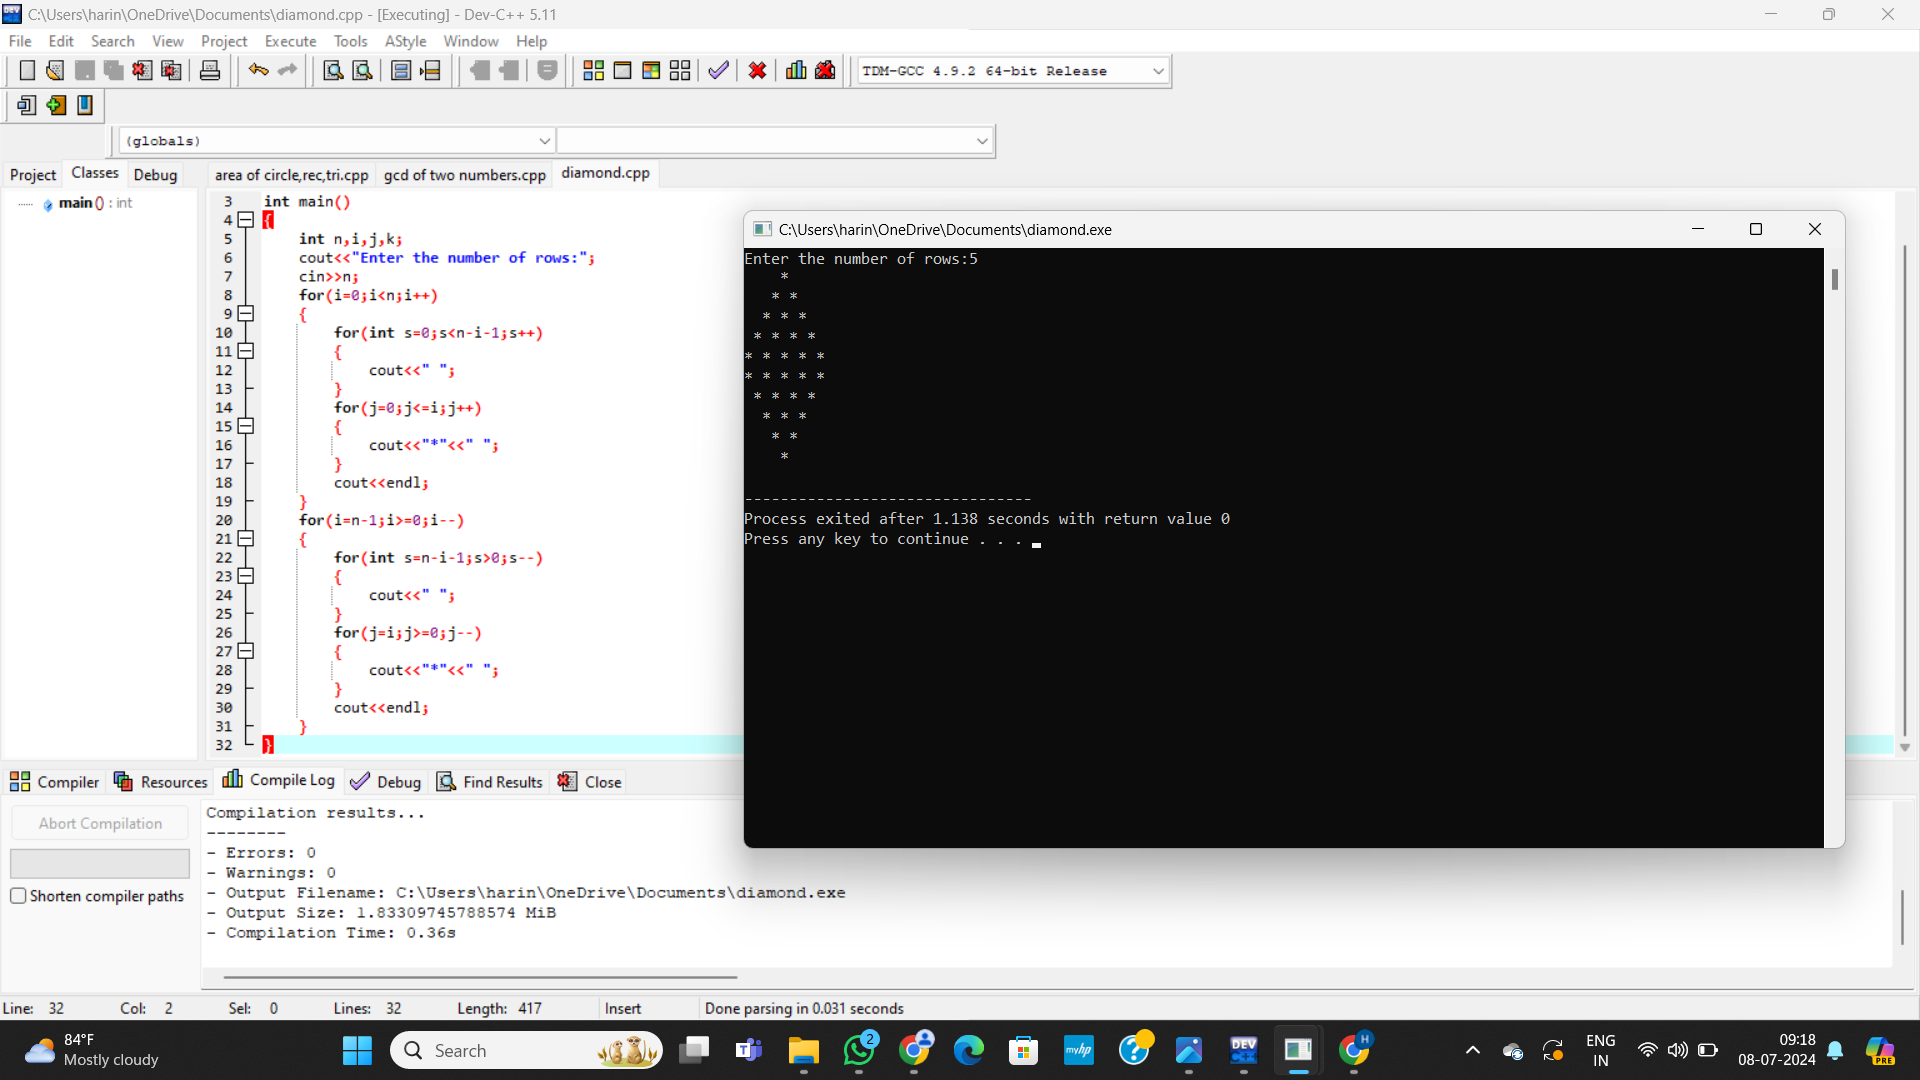 C:\Users\harin\OneDrive\Documents\diamond.cpp - [Executing] - Dev-C++ 5.11
File Edit Search View Project Execute Tools AStyle Window Help
TDM-GCC 4.9.2 64-bit Release
(globals)
Project Classes Debug
area of circle,rec,tri.cpp gcd of two numbers.cpp diamond.cpp
main () : int
3 int main()
4 {
5 int n,i,j,k;
6 cout<<"Enter the number of rows:";
7 cin>>n;
8 for(i=0;i<n;i++)
9 {
10 for(int s=0;s<n-i-1;s++)
11 {
12 cout<<" ";
13 }
14 for(j=0;j<=i;j++)
15 {
16 cout<<"*"<<" ";
17 }
18 cout<<endl;
19 }
20 for(i=n-1;i>=0;i--)
21 {
22 for(int s=n-i-1;s>0;s--)
23 {
24 cout<<" ";
25 }
26 for(j=i;j>=0;j--)
27 {
28 cout<<"*"<<" ";
29 }
30 cout<<endl;
31 }
32 }
C:\Users\harin\OneDrive\Documents\diamond.exe
Enter the number of rows:5
    *
   * *
  * * *
 * * * *
* * * * *
* * * * *
 * * * *
  * * *
   * *
    *
--------------------------------
Process exited after 1.138 seconds with return value 0
Press any key to continue . . .
Compiler Resources Compile Log Debug Find Results Close
Abort Compilation
Shorten compiler paths
Compilation results...
--------
- Errors: 0
- Warnings: 0
- Output Filename: C:\Users\harin\OneDrive\Documents\diamond.exe
- Output Size: 1.83309745788574 MiB
- Compilation Time: 0.36s
Line: 32 Col: 2 Sel: 0 Lines: 32 Length: 417 Insert Done parsing in 0.031 seconds
84°F
Mostly cloudy
Search
2
myhp
DEV
H
ENG
IN
09:18
08-07-2024
PRE